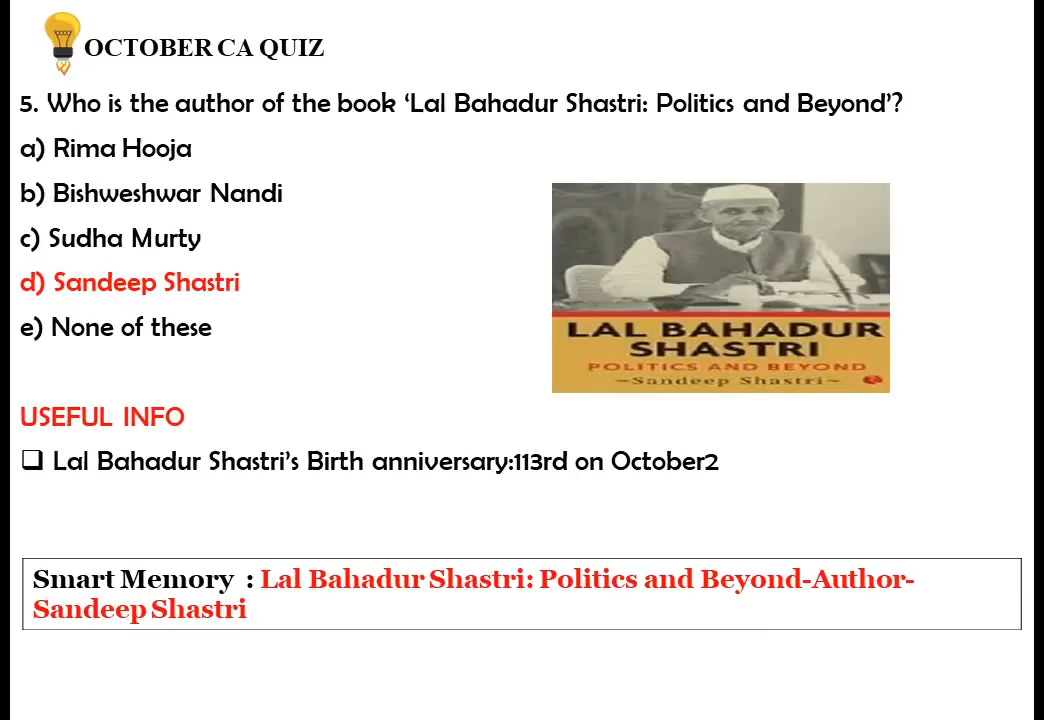 OCTOBER CA QUIZ
5. Who is the author of the book ‘Lal Bahadur Shastri: Politics and Beyond’?
a) Rima Hooja
b) Bishweshwar Nandi
c) Sudha Murty
d) Sandeep Shastri
e) None of these
LAL BAHADUR
SHASTRI
POLITICS AND BEYOND
~Sandeep Shastri~
USEFUL INFO
❑ Lal Bahadur Shastri’s Birth anniversary:113rd on October2
Smart Memory : Lal Bahadur Shastri: Politics and Beyond-Author-
Sandeep Shastri